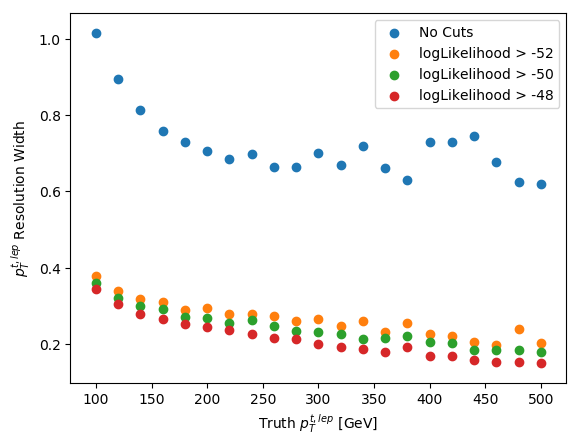 No Cuts
logLikelihood > -52
logLikelihood > -50
logLikelihood > -48
1.0
0.8
0.6
0.4
0.2
p_T^{t, lep} Resolution Width
100 150 200 250 300 350 400 450 500
Truth p_T^{t, lep} [GeV]